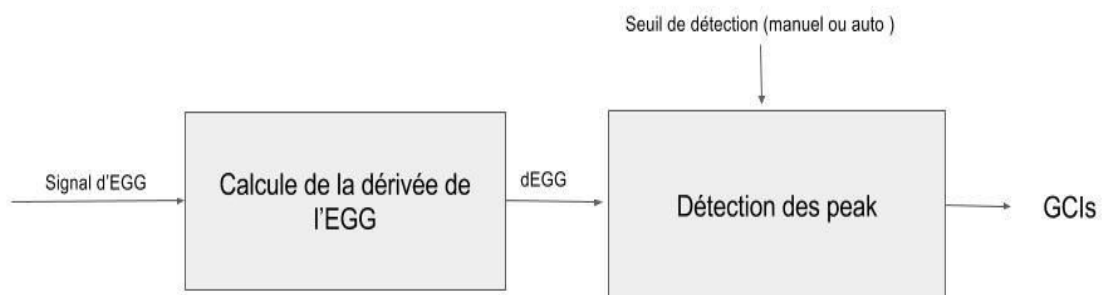 Seuil de détection (manuel ou auto )
Signal d'EGG
Calcule de la dérivée de
l'EGG
dEGG
Détection des peak
GCIs